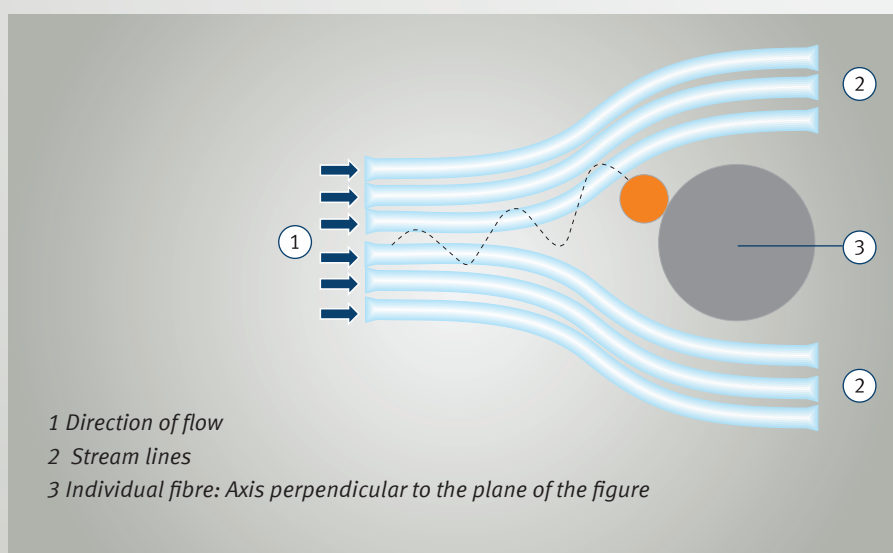 2
1
3
2
1 Direction of flow
2 Stream lines
3 Individual fibre: Axis perpendicular to the plane of the figure